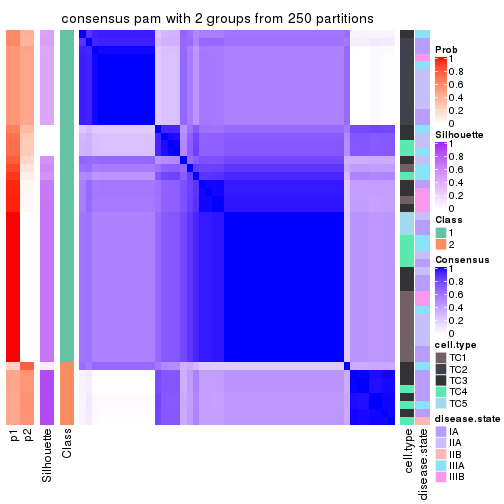 consensus pam with 2 groups from 250 partitions
Prob
1
0.8
0.6
0.4
0.2
0
Silhouette
1
0.8
0.6
0.4
0.2
0
Class
1
2
Consensus
1
0.8
0.6
0.4
0.2
0
cell.type
TC1
TC2
TC3
TC4
TC5
disease.state
IA
IIA
IIB
IIIA
IIIB
p1
p2
Silhouette
Class
cell.type
disease.state